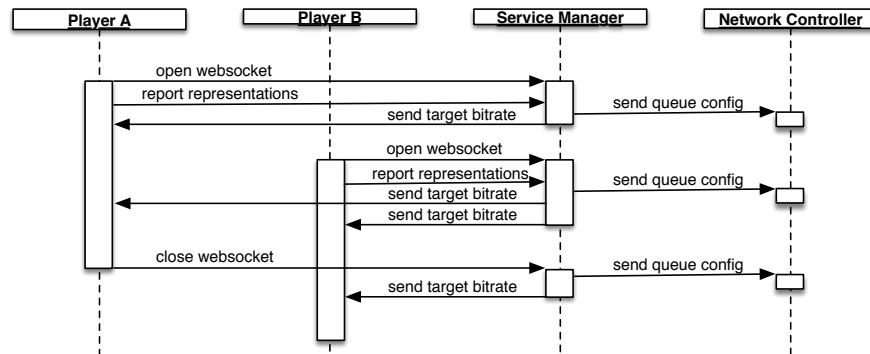 Player A
Player B
Service Manager
Network Controller
open websocket
report representations
send queue config
send target bitrate
open websocket
report representations
send queue config
send target bitrate
send target bitrate
close websocket
send queue config
send target bitrate